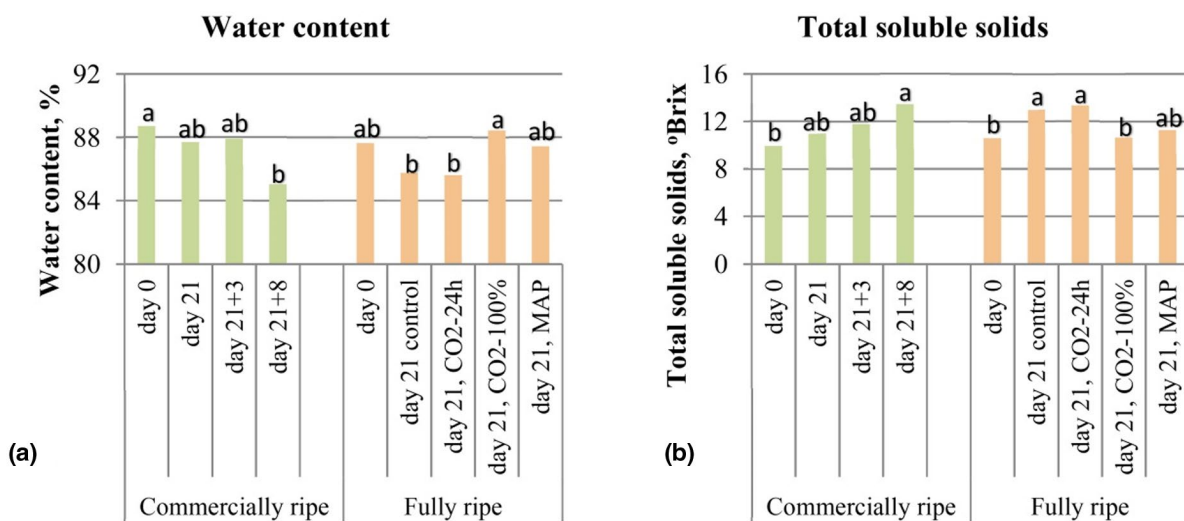 Water content
Water content, %
92
88
84
80
a
ab
ab
b
ab
b
b
a
ab
day 0
day 21
day 21+3
day 21+8
day 0
day 21 control
day 21, CO2-24h
day 21, CO2-100%
day 21, MAP
Commercially ripe
Fully ripe
(a)
Total soluble solids
Total soluble solids, ºBrix
16
12
8
4
0
b
ab
ab
a
b
a
a
b
ab
day 0
day 21
day 21+3
day 21+8
day 0
day 21 control
day 21, CO2-24h
day 21, CO2-100%
day 21, MAP
Commercially ripe
Fully ripe
(b)